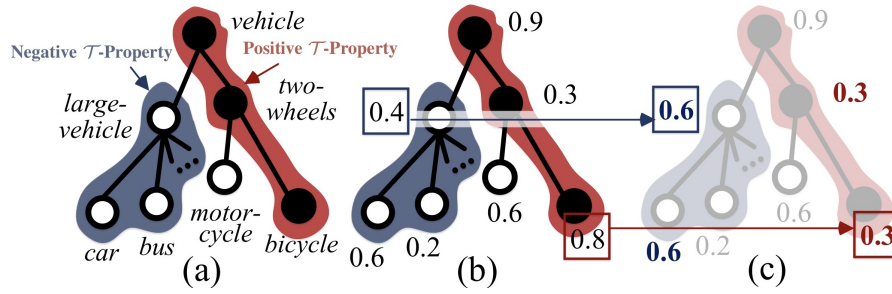 vehicle
Negative 𝒯-Property
Positive 𝒯-Property
large-
vehicle
two-
wheels
motor-
cycle
car
bus
bicycle
(a)
0.9
0.4
0.3
0.6
0.2
0.6
0.8
(b)
0.9
0.6
0.3
0.6
0.2
0.6
0.3
(c)